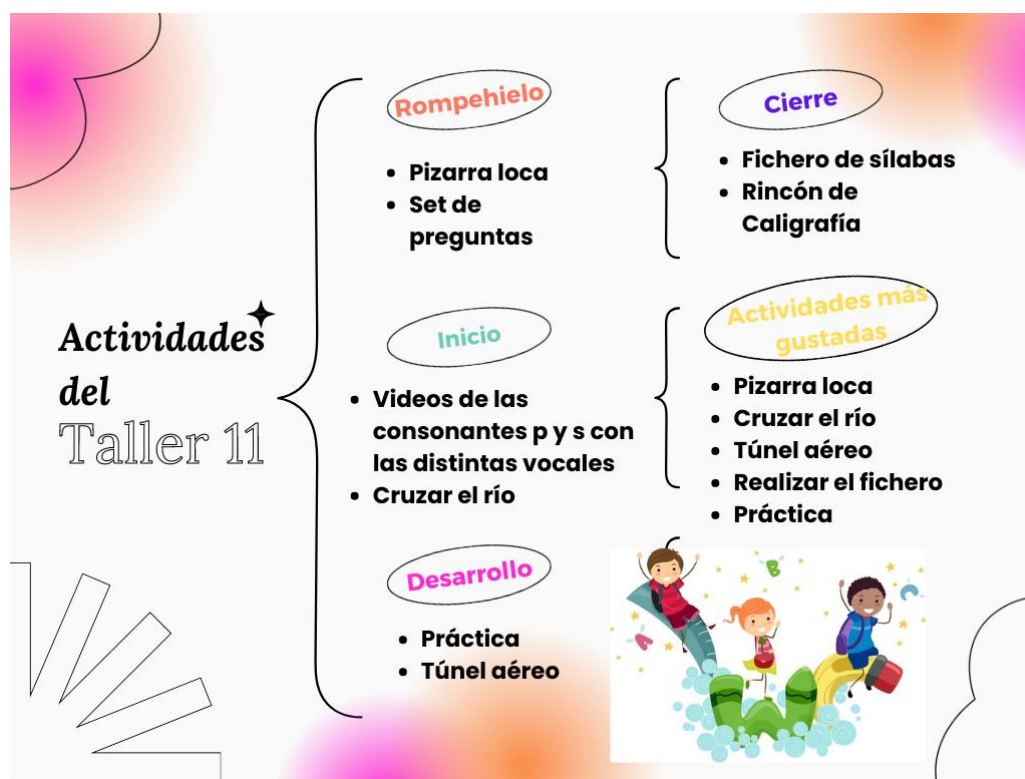 Actividades
del
Taller 11
Rompehielo
• Pizarra loca
• Set de
preguntas
Inicio
• Videos de las
consonantes p y s con
las distintas vocales
• Cruzar el río
Desarrollo
• Práctica
• Túnel aéreo
Cierre
• Fichero de sílabas
• Rincón de
Caligrafía
Actividades más
gustadas
• Pizarra loca
• Cruzar el río
• Túnel aéreo
• Realizar el fichero
• Práctica
A
B
C
W